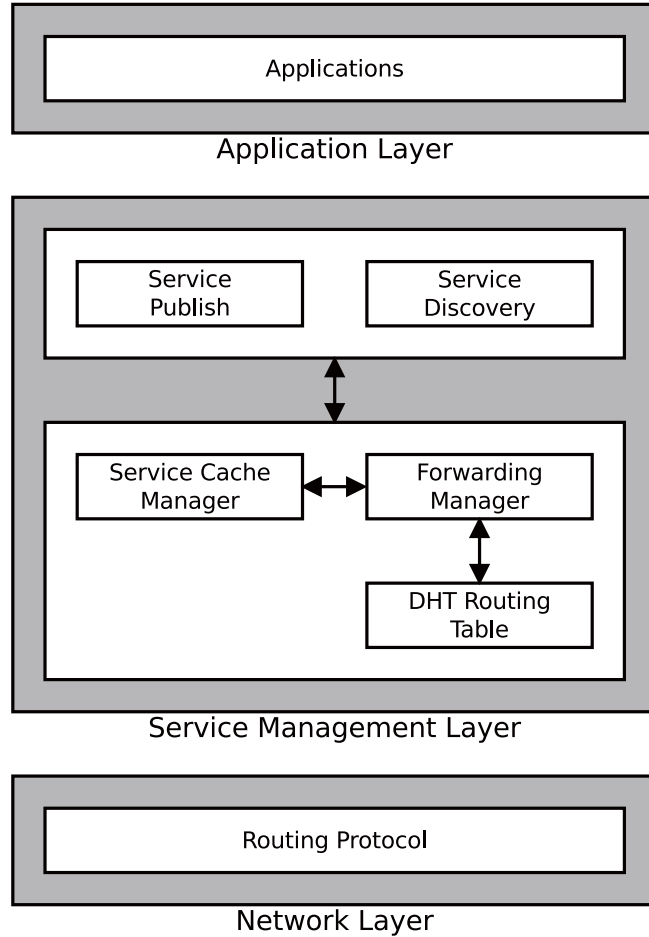 Applications
Application Layer
Service
Publish
Service
Discovery
Service Cache
Manager
Forwarding
Manager
DHT Routing
Table
Service Management Layer
Routing Protocol
Network Layer